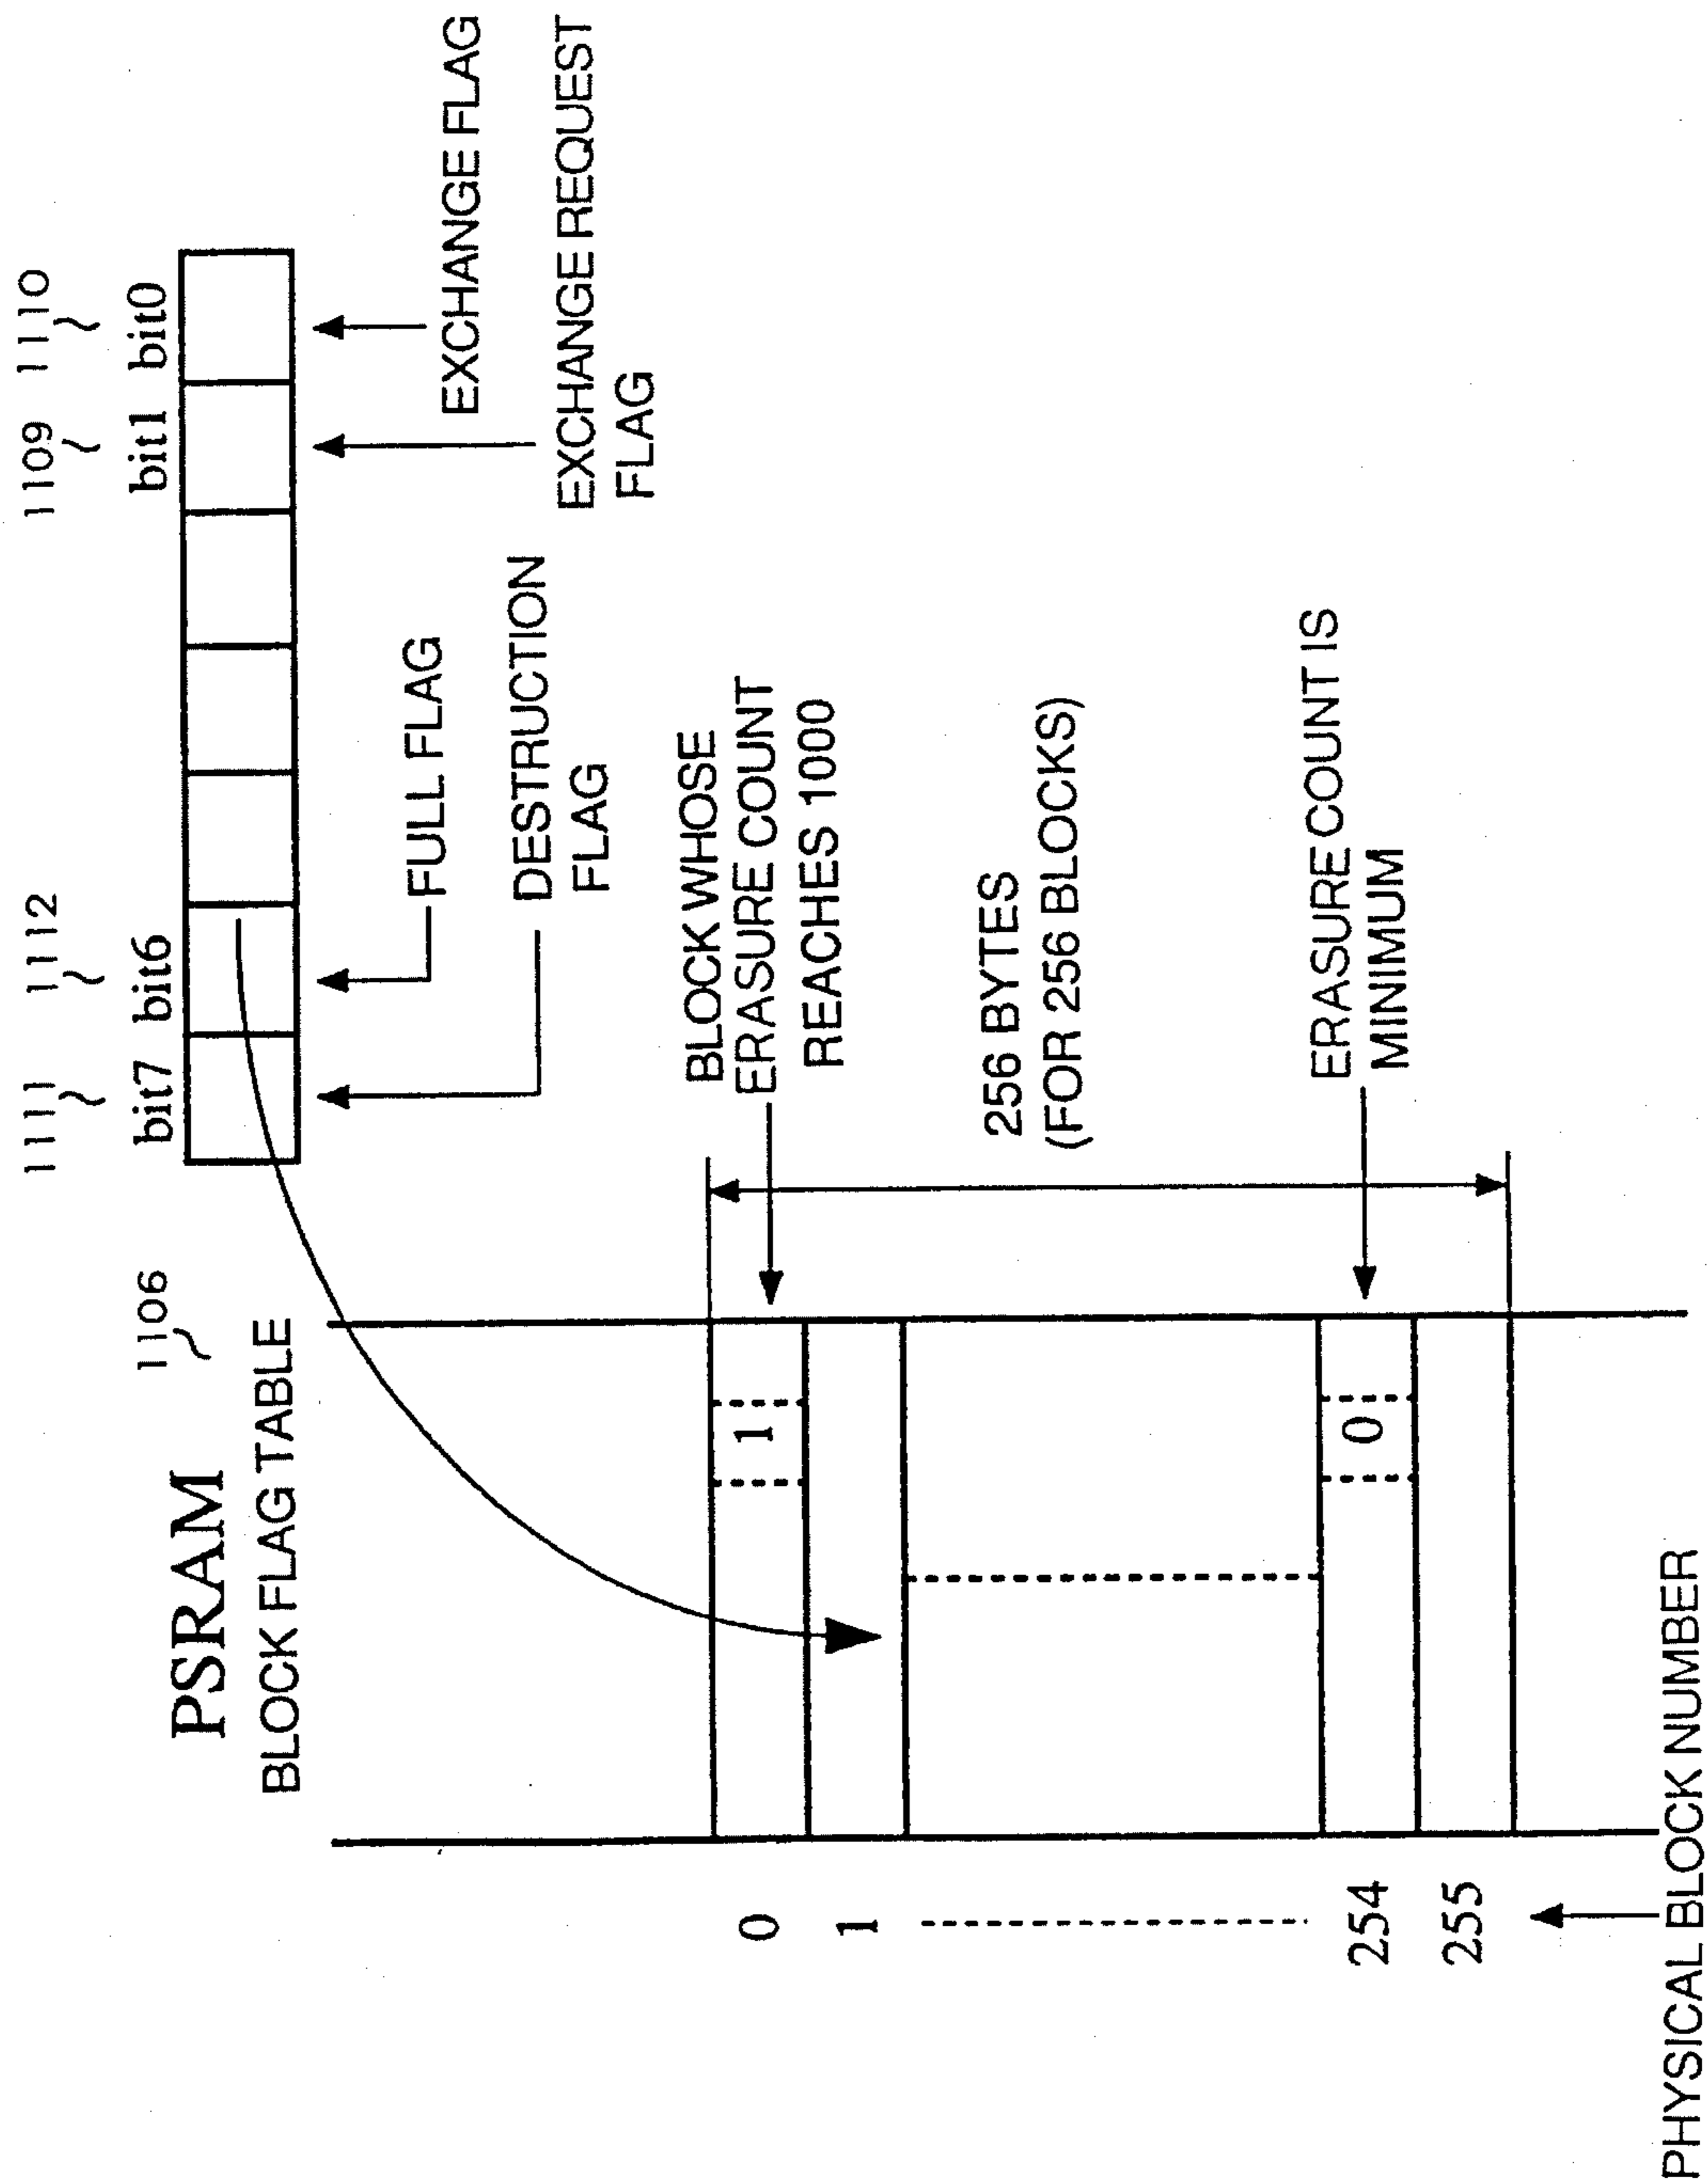 PSRAM
BLOCK FLAG TABLE
1106
1111
1112
1109
1110
bit7
bit6
bit1
bit0
FULL FLAG
DESTRUCTION
FLAG
EXCHANGE FLAG
EXCHANGE REQUEST
FLAG
0
1
254
255
1
0
BLOCK WHOSE
ERASURE COUNT
REACHES 1000
256 BYTES
(FOR 256 BLOCKS)
ERASURE COUNT IS
MINIMUM
PHYSICAL BLOCK NUMBER